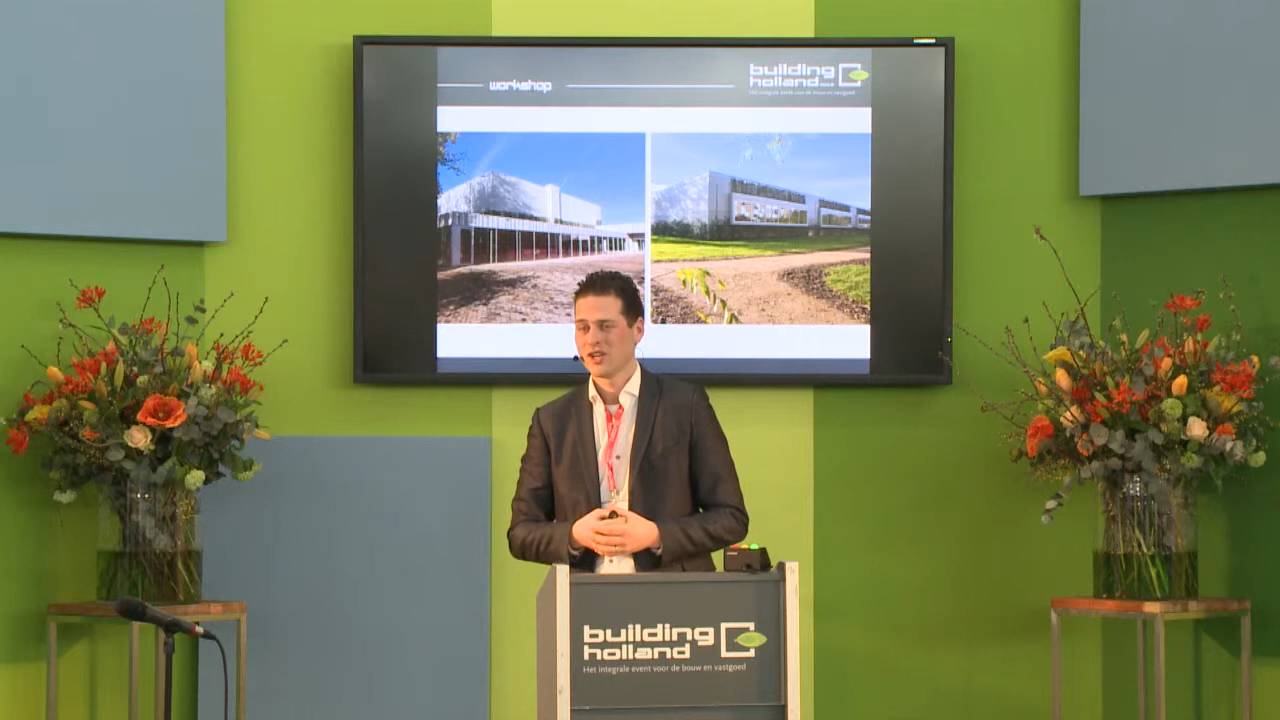 workshop
building
holland
Het integrale event voor de bouw en vastgoed
building
holland
Het integrale event voor de bouw en vastgoed